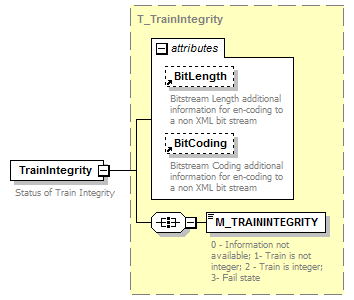 T_TrainIntegrity
attributes
BitLength
Bitstream Length additional
information for en-coding to
a non XML bit stream
BitCoding
Bitstream Coding additional
information for en-coding to
a non XML bit stream
TrainIntegrity
Status of Train Integrity
M_TRAININTEGRITY
0 - Information not
available; 1- Train is not
integer; 2 - Train is integer;
3- Fail state